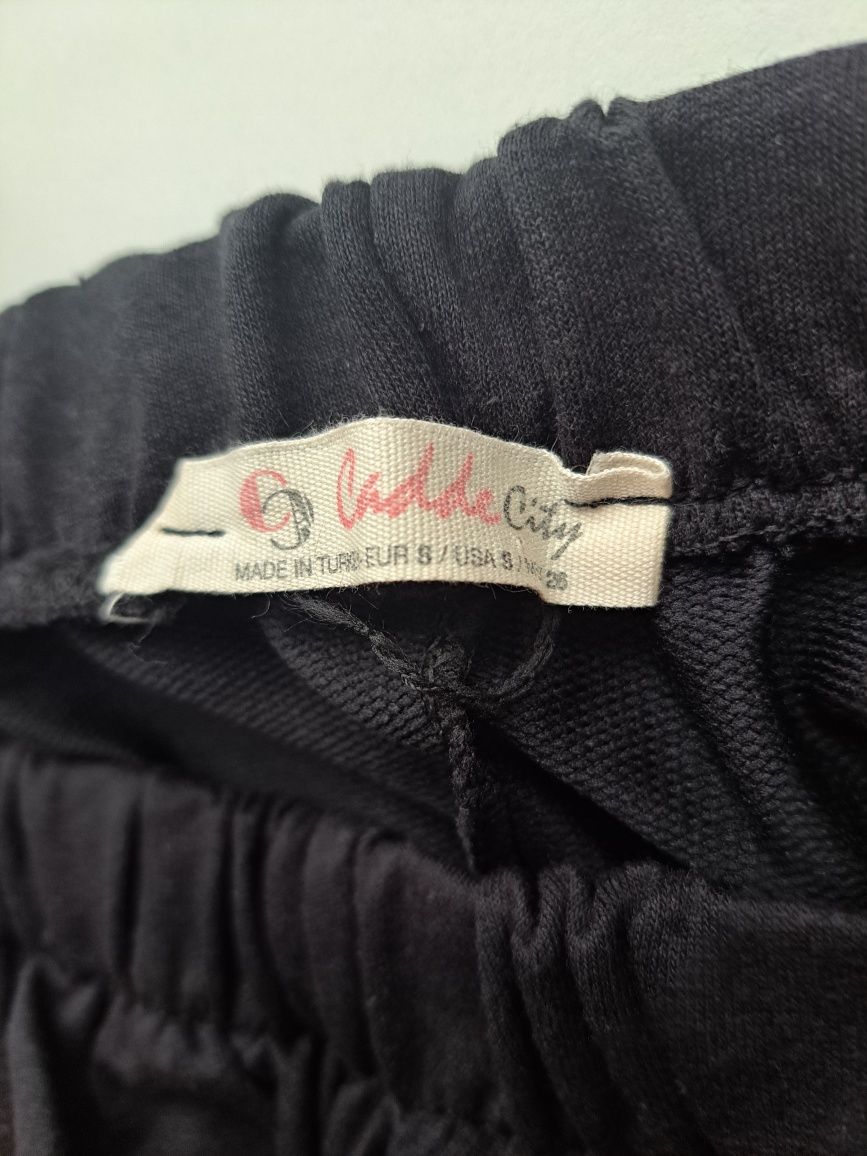 Cadde City
MADE IN EUR S / USA S / 26